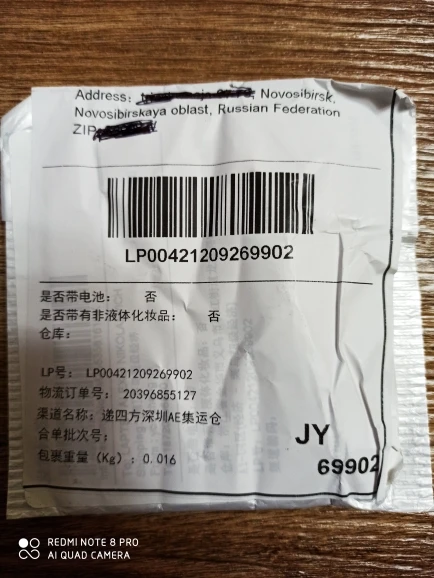 Address: Novosibirsk,
Novosibirskaya oblast, Russian Federation
ZIP
LP00421209269902
是否带电池： 否
是否带有非液体化妆品： 否
仓库：
LP号： LP00421209269902
物流订单号： 20396855127
渠道名称：递四方深圳AE集运仓
合单批次号：
包裹重量（Kg）：0.016
JY
69902
REDMI NOTE 8 PRO
AI QUAD CAMERA